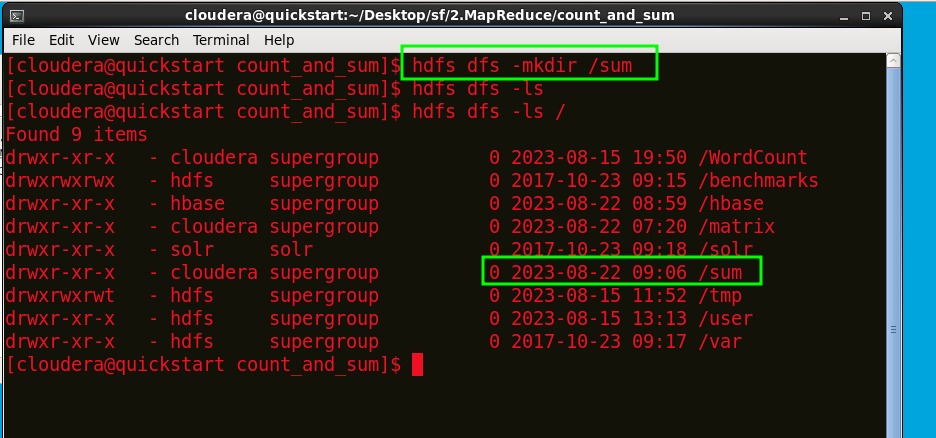 cloudera@quickstart:~/Desktop/sf/2.MapReduce/count_and_sum
File Edit View Search Terminal Help
[cloudera@quickstart count_and_sum]$ hdfs dfs -mkdir /sum
[cloudera@quickstart count_and_sum]$ hdfs dfs -ls
[cloudera@quickstart count_and_sum]$ hdfs dfs -ls /
Found 9 items
drwxr-xr-x   - cloudera supergroup          0 2023-08-15 19:50 /WordCount
drwxrwxrwx   - hdfs     supergroup          0 2017-10-23 09:15 /benchmarks
drwxr-xr-x   - hbase    supergroup          0 2023-08-22 08:59 /hbase
drwxr-xr-x   - cloudera supergroup          0 2023-08-22 07:20 /matrix
drwxr-xr-x   - solr     solr                0 2017-10-23 09:18 /solr
drwxr-xr-x   - cloudera supergroup          0 2023-08-22 09:06 /sum
drwxrwxrwt   - hdfs     supergroup          0 2023-08-15 11:52 /tmp
drwxr-xr-x   - hdfs     supergroup          0 2023-08-15 13:13 /user
drwxr-xr-x   - hdfs     supergroup          0 2017-10-23 09:17 /var
[cloudera@quickstart count_and_sum]$